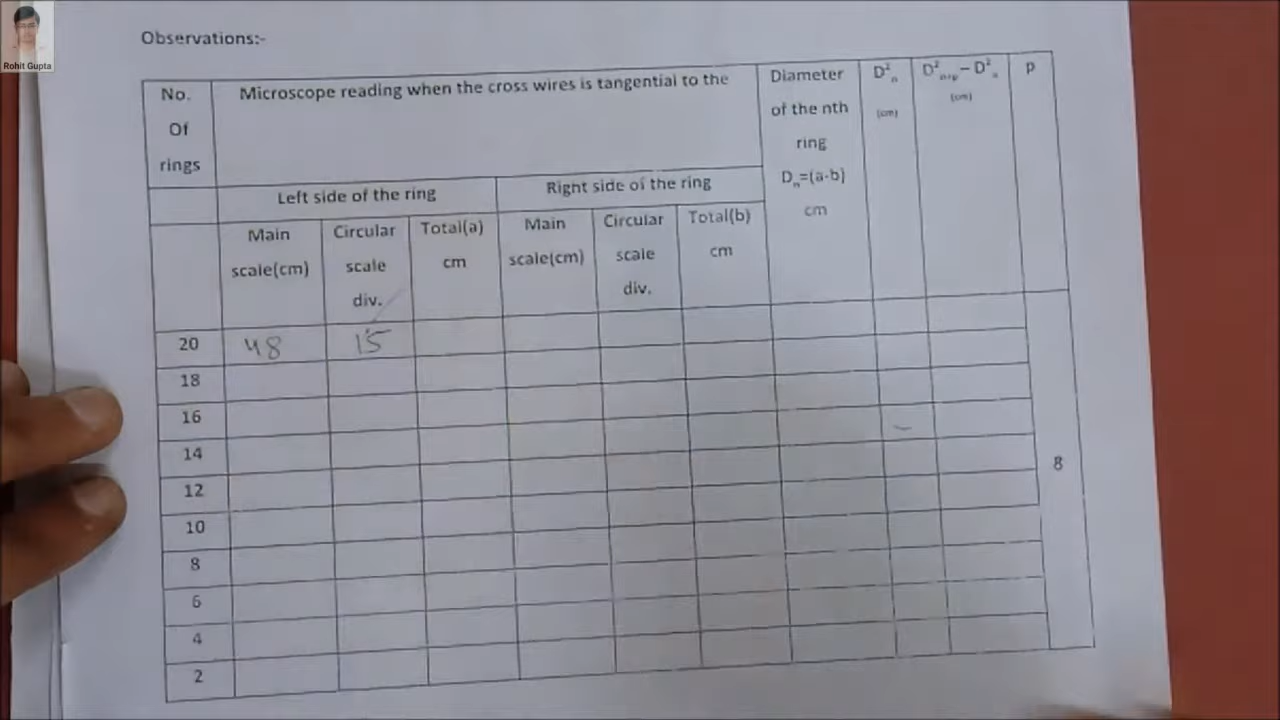 Rohit Gupta
Observations:-
No. Of rings
Microscope reading when the cross wires is tangential to the
Diameter of the nth ring Dₙ=(a-b) cm
D²ₙ (cm)
D²ₙ₊ₚ – D²ₙ (cm)
p
Left side of the ring
Right side of the ring
Main scale(cm)
Circular scale div.
Total(a) cm
Main scale(cm)
Circular scale div.
Total(b) cm
20 48 15
18
16
14
12
10
8
6
4
2
8